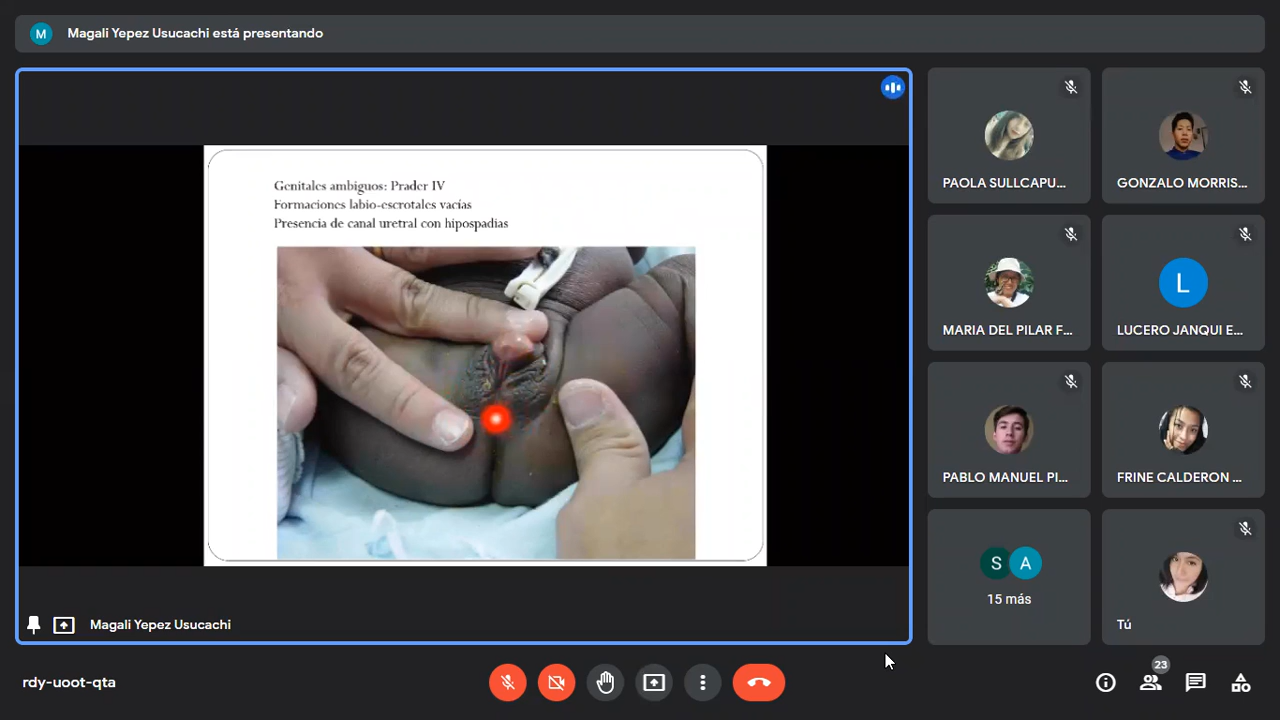 M
Magali Yepez Usucachi está presentando
Genitales ambiguos: Prader IV
Formaciones labio-escrotales vacías
Presencia de canal uretral con hipospadias
Magali Yepez Usucachi
PAOLA SULLCAPU...
GONZALO MORRIS...
MARIA DEL PILAR F...
L
LUCERO JANQUI E...
PABLO MANUEL PI...
FRINE CALDERON ...
S
A
15 más
Tú
rdy-uoot-qta
23